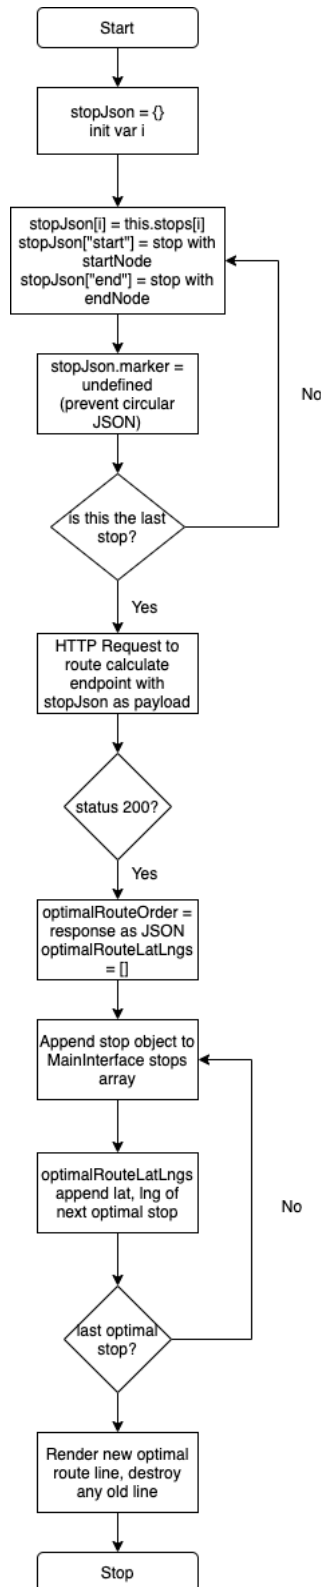 Start
stopJson = {}
init var i
stopJson[i] = this.stops[i]
stopJson["start"] = stop with
startNode
stopJson["end"] = stop with
endNode
stopJson.marker =
undefined
(prevent circular
JSON)
No
is this the last
stop?
Yes
HTTP Request to
route calculate
endpoint with
stopJson as payload
status 200?
Yes
optimalRouteOrder =
response as JSON
optimalRouteLatLngs
= []
Append stop object to
MainInterface stops
array
optimalRouteLatLngs
append lat, lng of
next optimal stop
No
last optimal
stop?
Render new optimal
route line, destroy
any old line
Stop